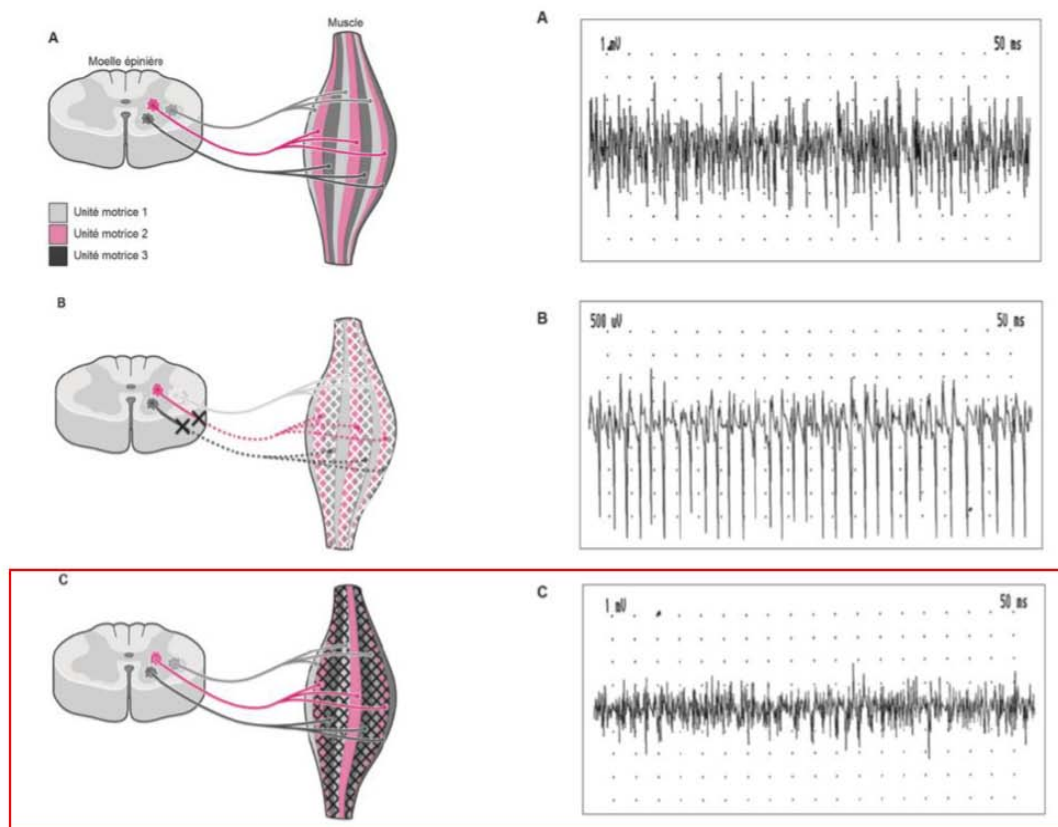 A
Muscle
Moelle épinière
Unité motrice 1
Unité motrice 2
Unité motrice 3
A
1 mV 50 ms
B
B
500 uV 50 ms
C
C
1 mV 50 ms